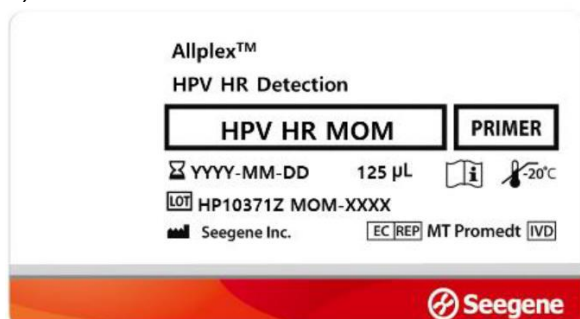 Allplex™
HPV HR Detection
HPV HR MOM PRIMER
YYYY-MM-DD 125 µL i -20°C
LOT HP10371Z MOM-XXXX
Seegene Inc. EC REP MT Promedt IVD
Seegene